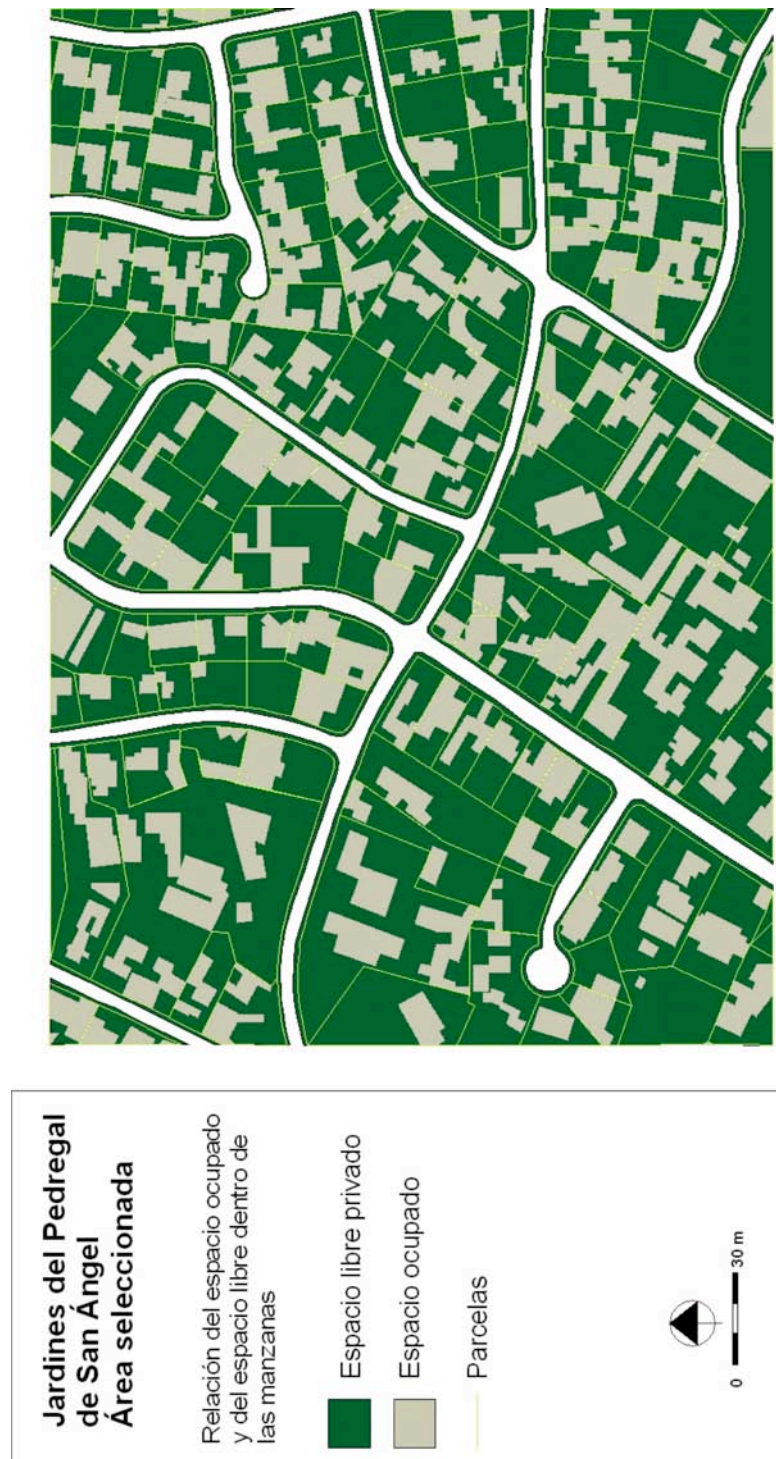 Jardines del Pedregal
de San Ángel
Área seleccionada
Relación del espacio ocupado
y del espacio libre dentro de
las manzanas
Espacio libre privado
Espacio ocupado
Parcelas
0 30 m